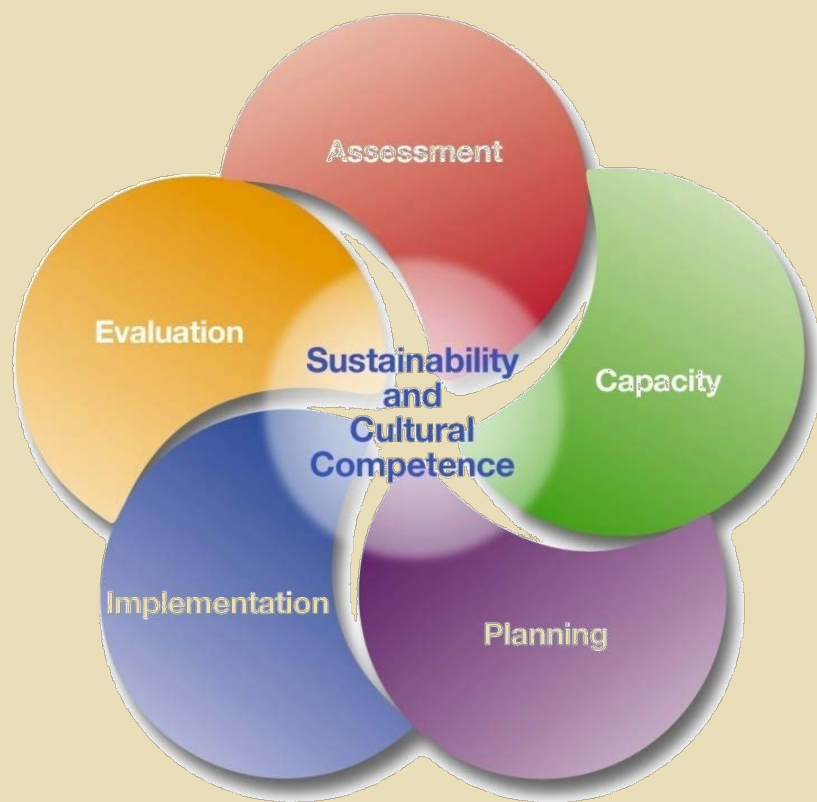 Assessment
Capacity
Planning
Implementation
Evaluation
Sustainability
and
Cultural
Competence